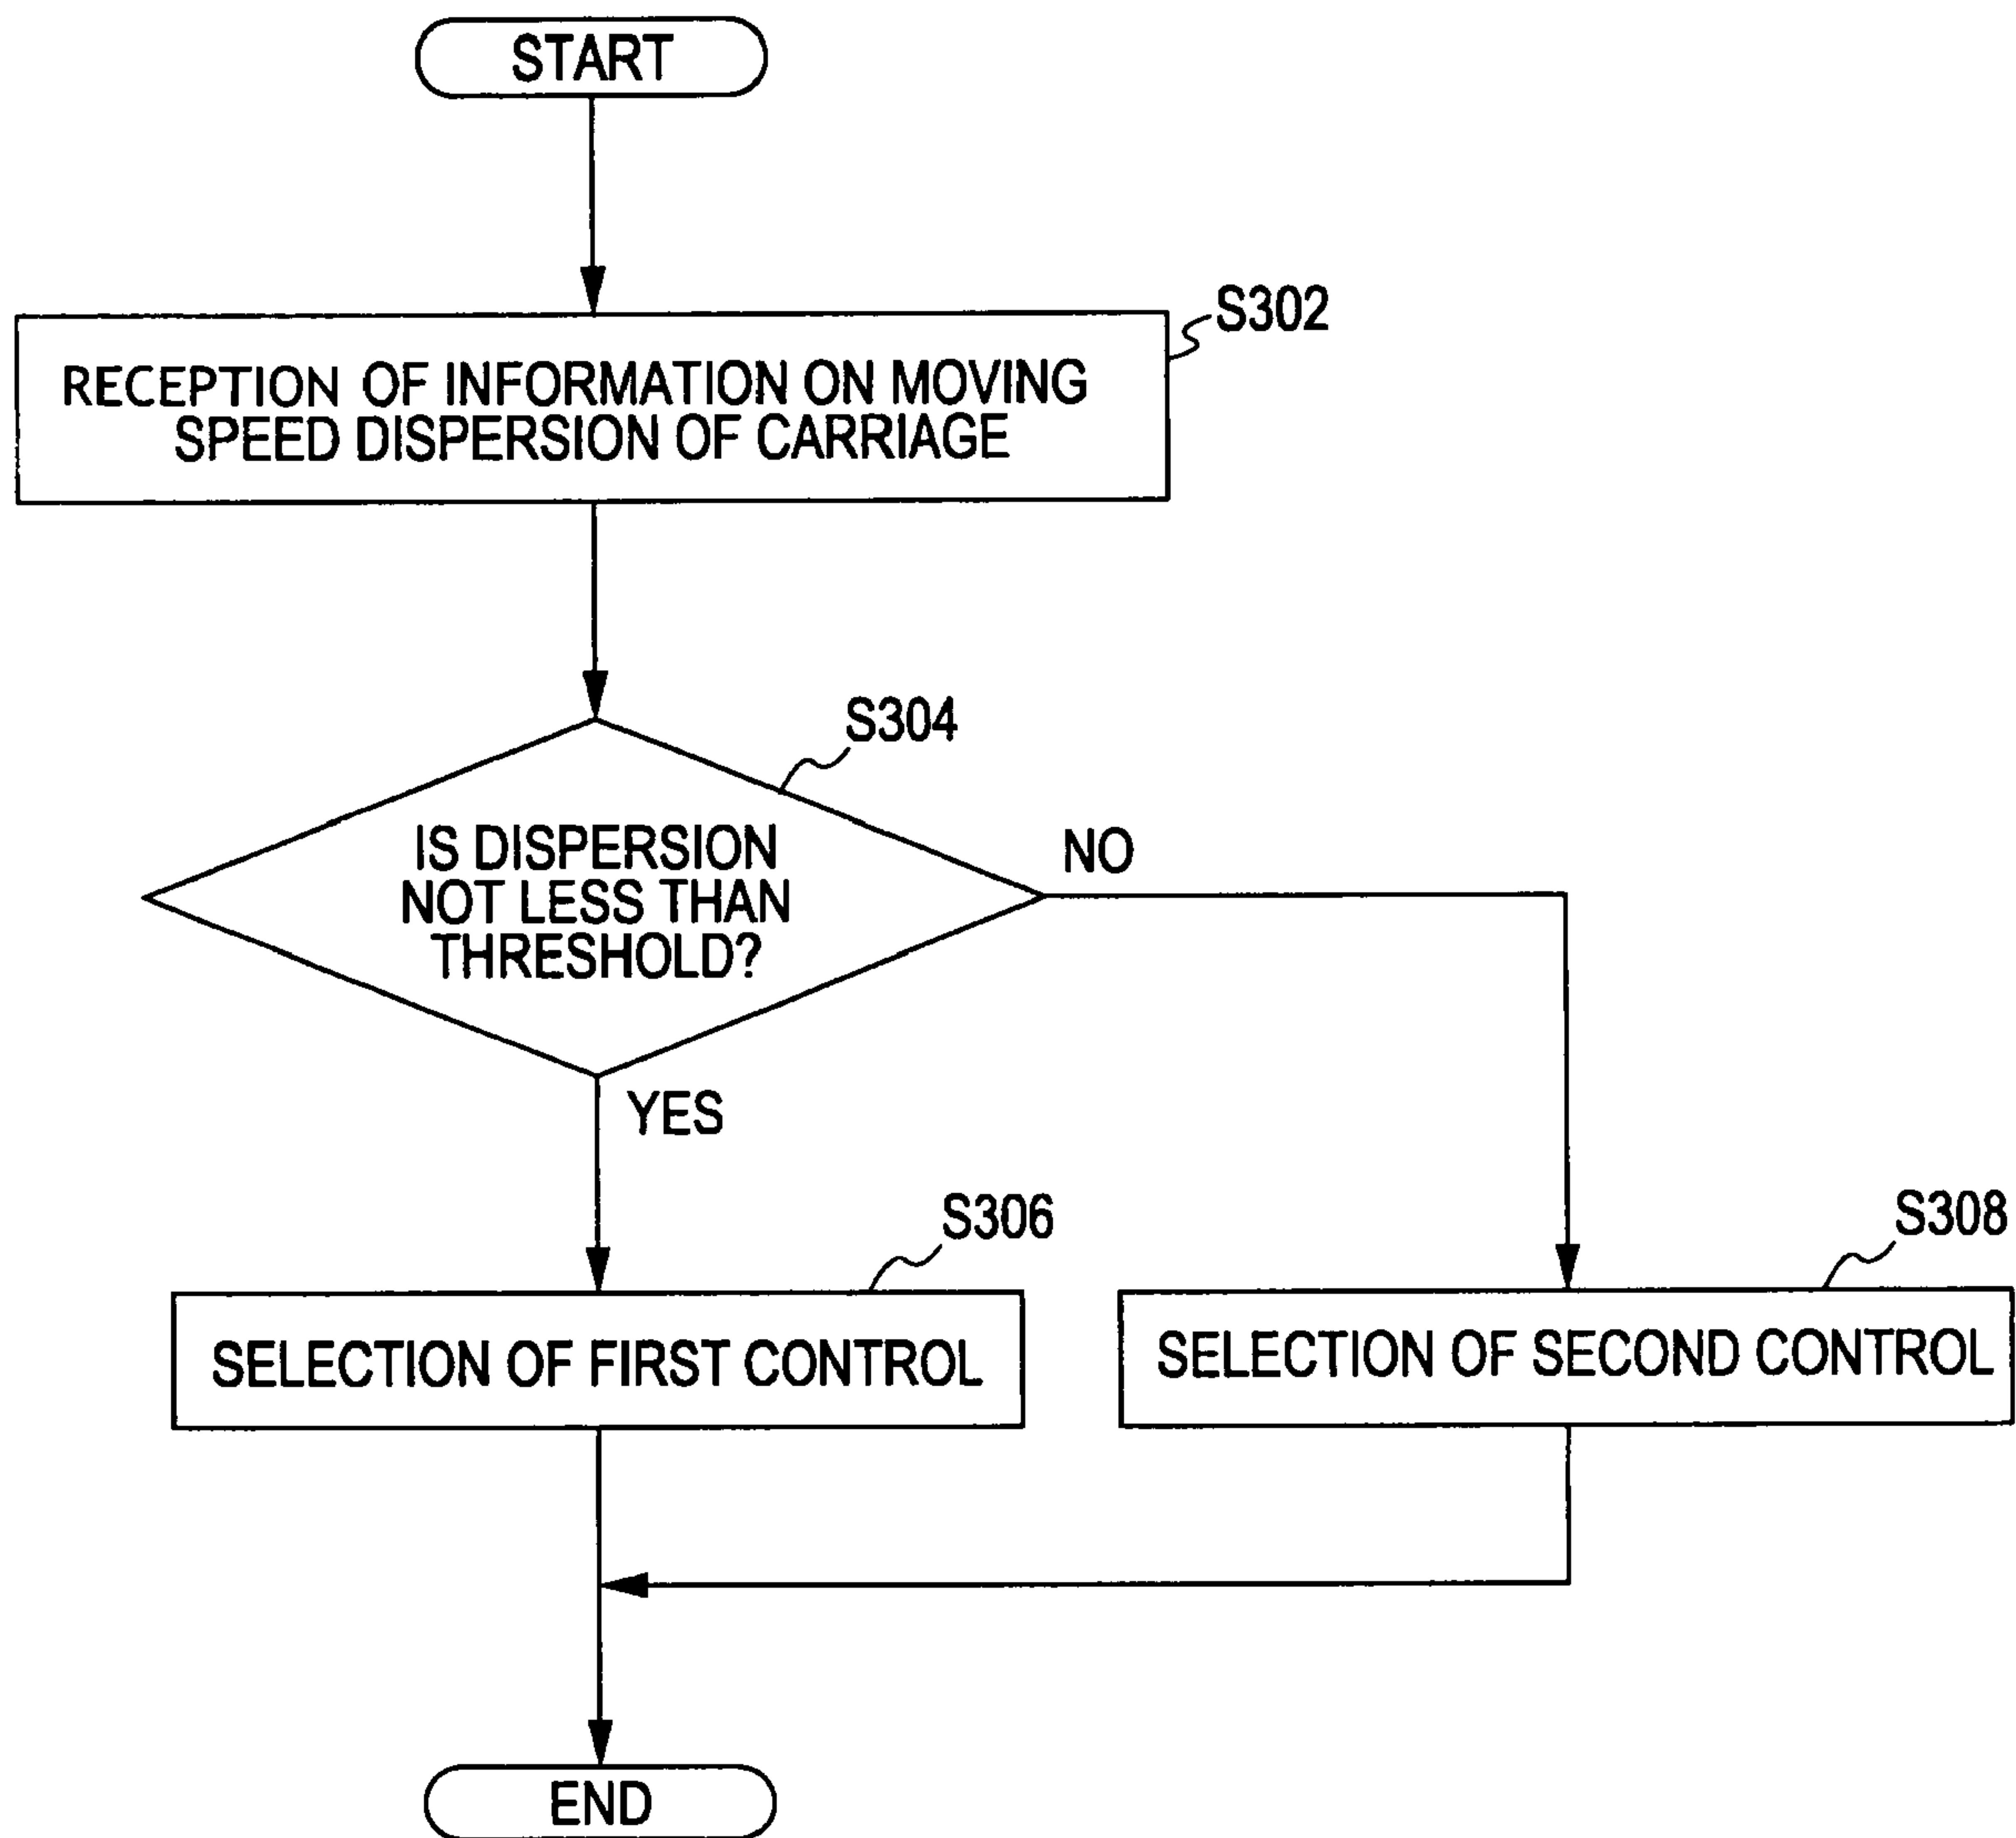 START
S302
RECEPTION OF INFORMATION ON MOVING
SPEED DISPERSION OF CARRIAGE
S304
IS DISPERSION
NOT LESS THAN
THRESHOLD?
NO
YES
S306
SELECTION OF FIRST CONTROL
S308
SELECTION OF SECOND CONTROL
END